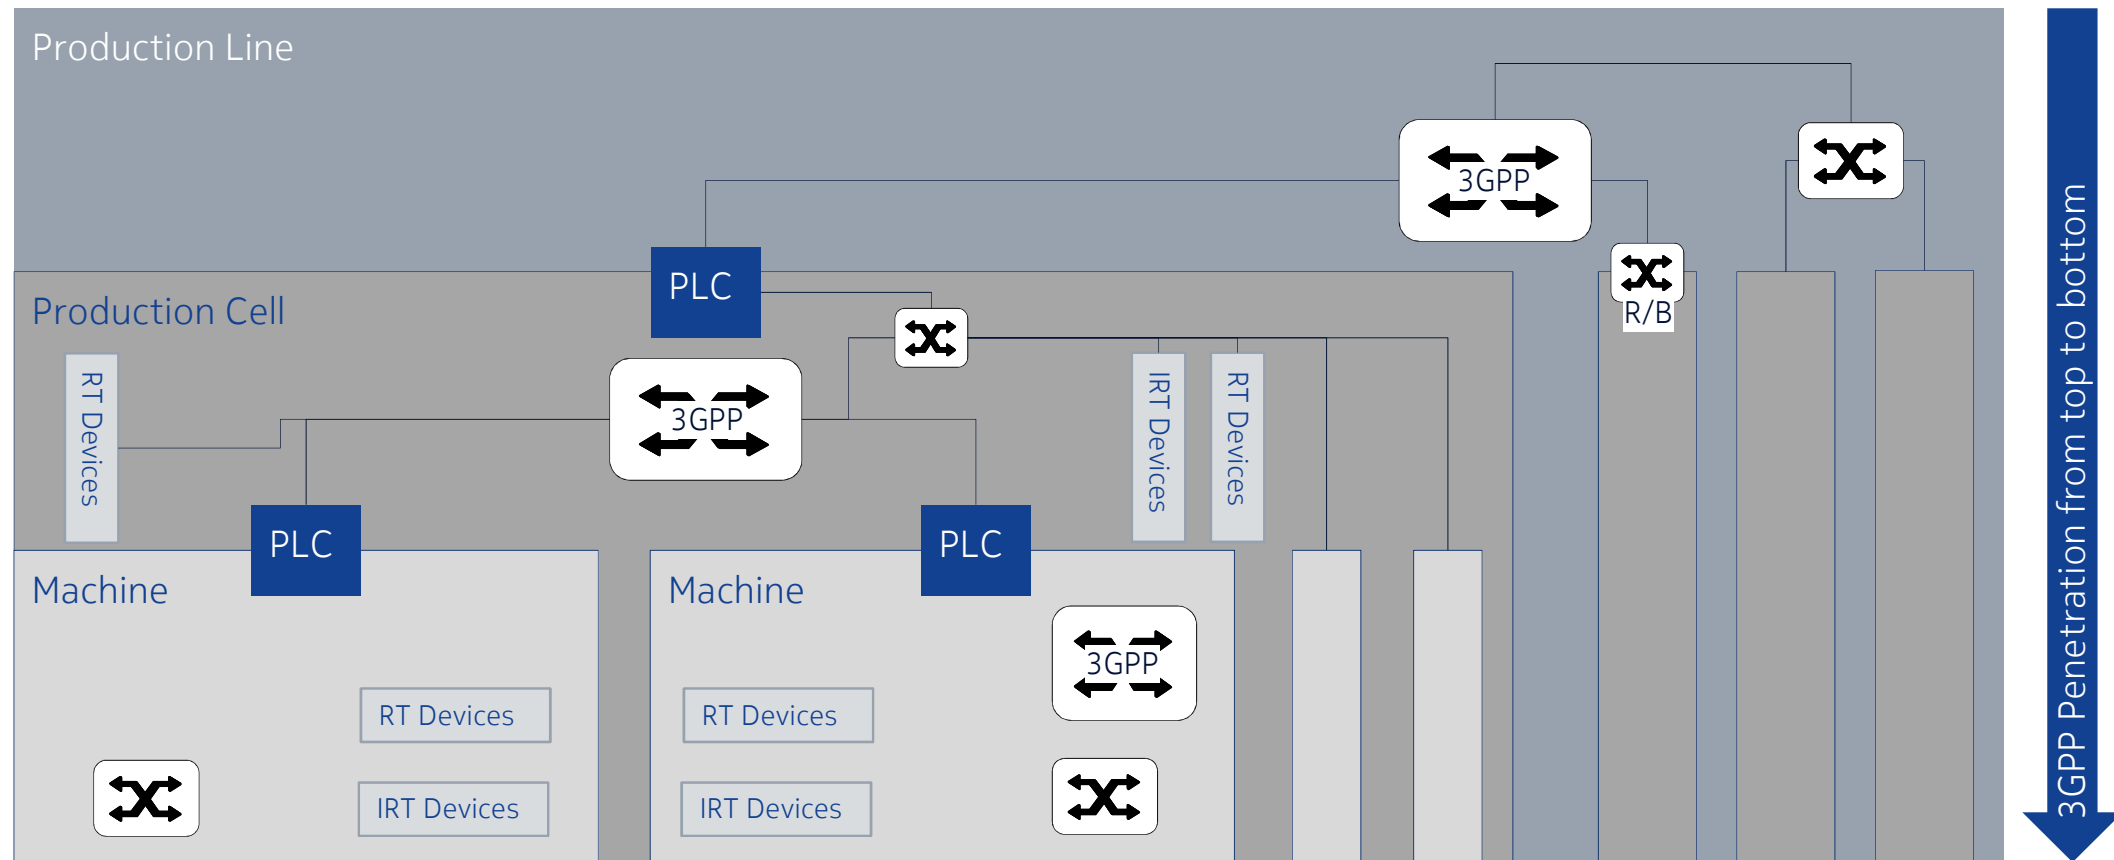 Production Line
3GPP
PLC
R/B
Production Cell
RT Devices
3GPP
IRT Devices
RT Devices
PLC
PLC
Machine
Machine
3GPP
RT Devices
RT Devices
IRT Devices
IRT Devices
3GPP Penetration from top to bottom